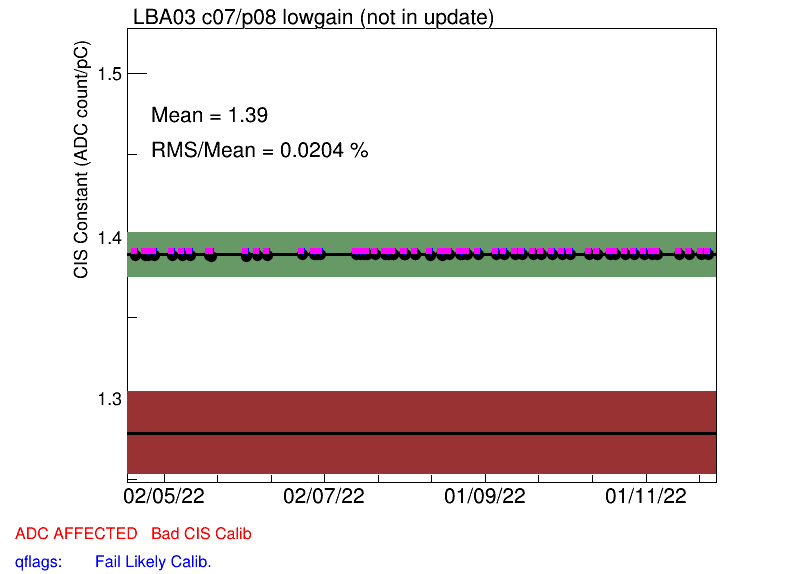 LBA03 c07/p08 lowgain (not in update)
CIS Constant (ADC count/pC)
1.5
Mean = 1.39
RMS/Mean = 0.0204 %
1.4
1.3
02/05/22 02/07/22 01/09/22 01/11/22
ADC AFFECTED Bad CIS Calib
qflags: Fail Likely Calib.